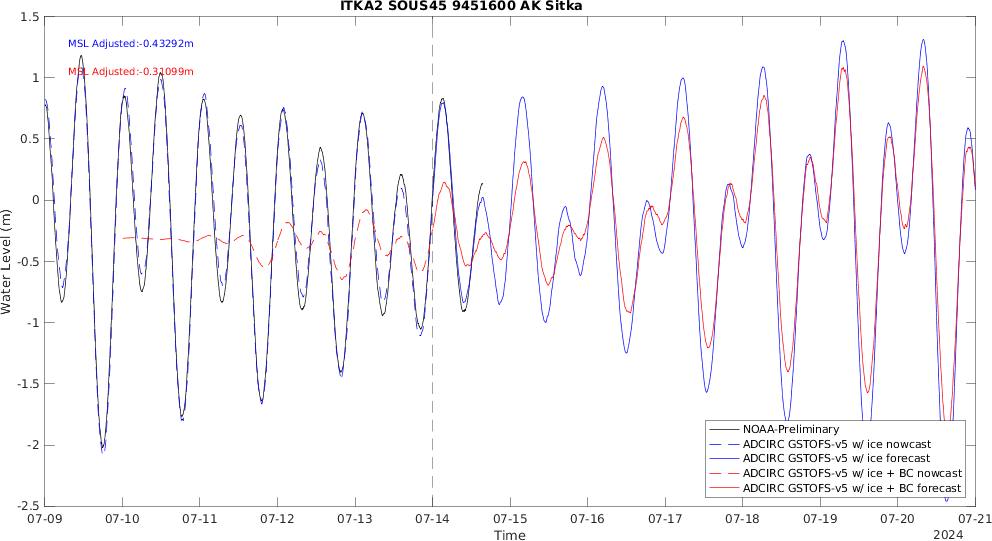 ITKA2 SOUS45 9451600 AK Sitka
MSL Adjusted:-0.43292m
MSL Adjusted:-0.31099m
Water Level (m)
1.5
1
0.5
0
-0.5
-1
-1.5
-2
-2.5
NOAA-Preliminary
ADCIRC GSTOFS-v5 w/ ice nowcast
ADCIRC GSTOFS-v5 w/ ice forecast
ADCIRC GSTOFS-v5 w/ ice + BC nowcast
ADCIRC GSTOFS-v5 w/ ice + BC forecast
07-09 07-10 07-11 07-12 07-13 07-14 07-15 07-16 07-17 07-18 07-19 07-20 07-21
Time
2024